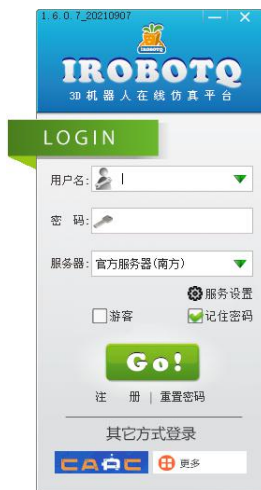 1.6.0.7_20210907
IROBOTQ
IROBOTQ
3D 机器人在线仿真平台
LOGIN
用户名:
密 码:
服务器: 官方服务器(南方)
服务设置
游客 记住密码
Go!
注 册 | 重置密码
其它方式登录
CAAC 更多